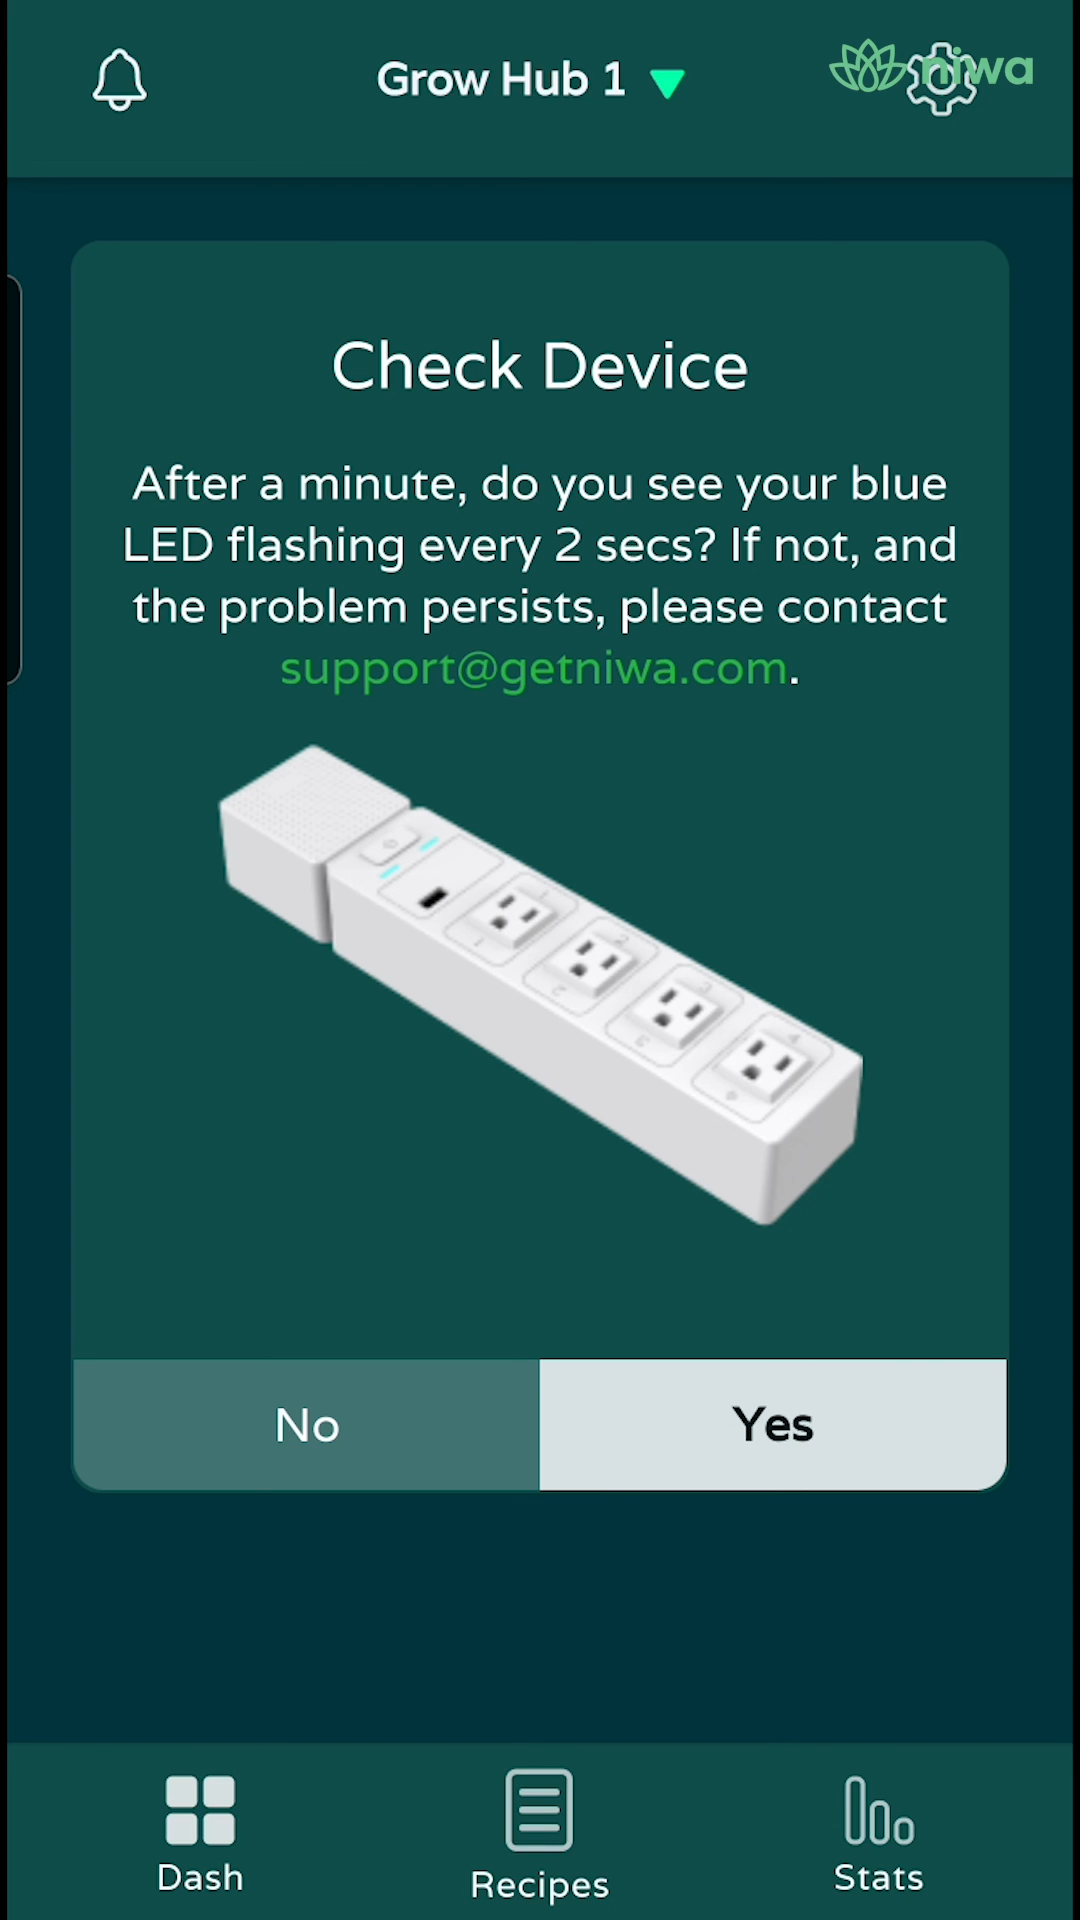 Grow Hub 1
niwa
Check Device
After a minute, do you see your blue
LED flashing every 2 secs? If not, and
the problem persists, please contact
support@getniwa.com.
No
Yes
Dash
Recipes
Stats